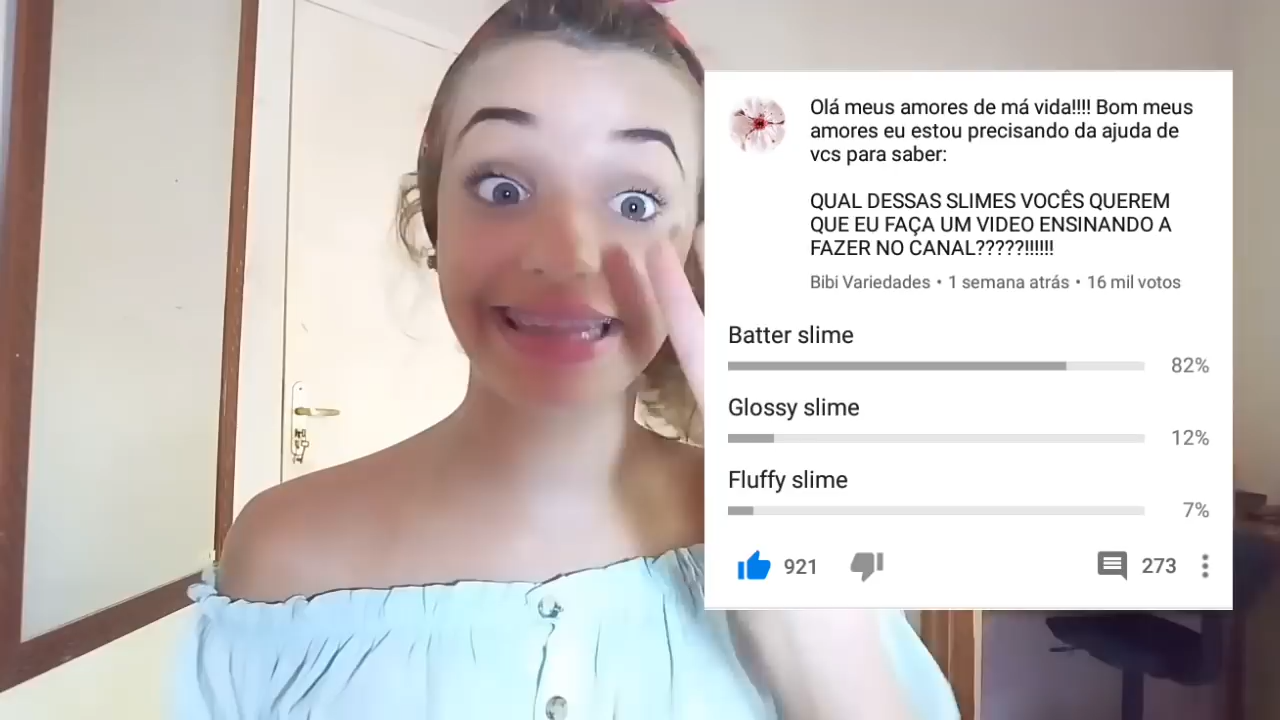 Olá meus amores de má vida!!!! Bom meus
amores eu estou precisando da ajuda de
vcs para saber:
QUAL DESSAS SLIMES VOCÊS QUEREM
QUE EU FAÇA UM VIDEO ENSINANDO A
FAZER NO CANAL?????!!!!!!
Bibi Variedades • 1 semana atrás • 16 mil votos
Batter slime
82%
Glossy slime
12%
Fluffy slime
7%
921
273